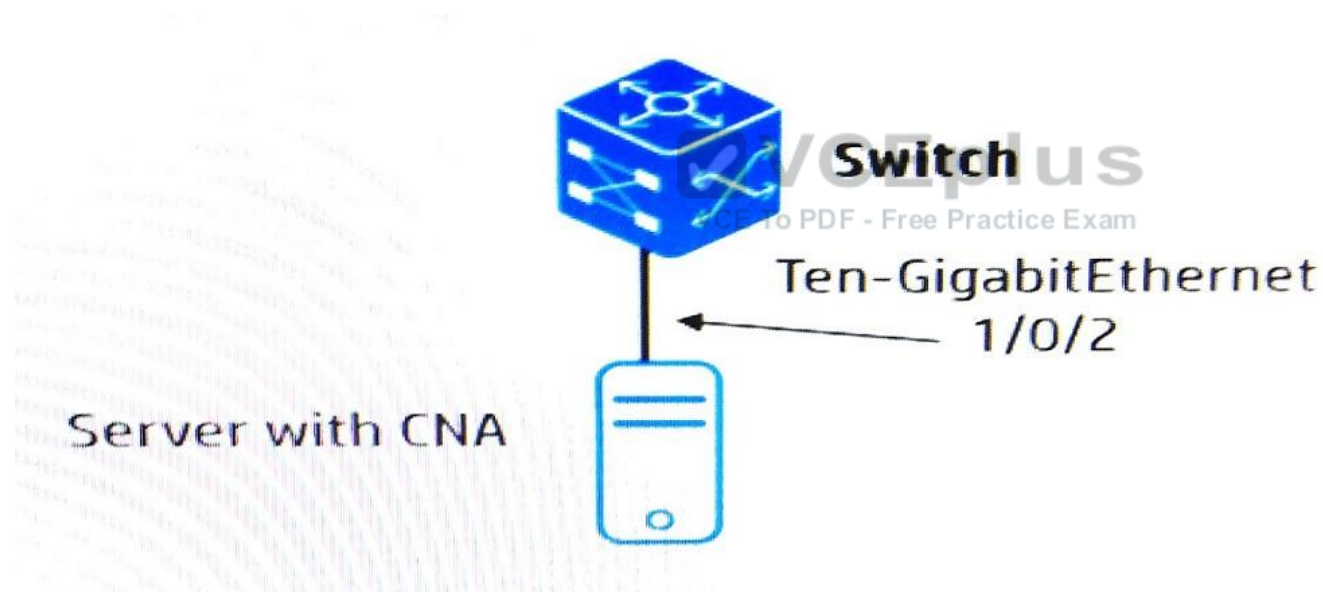 VCEplus
Switch
VCE To PDF - Free Practice Exam
Ten-GigabitEthernet
1/0/2
Server with CNA